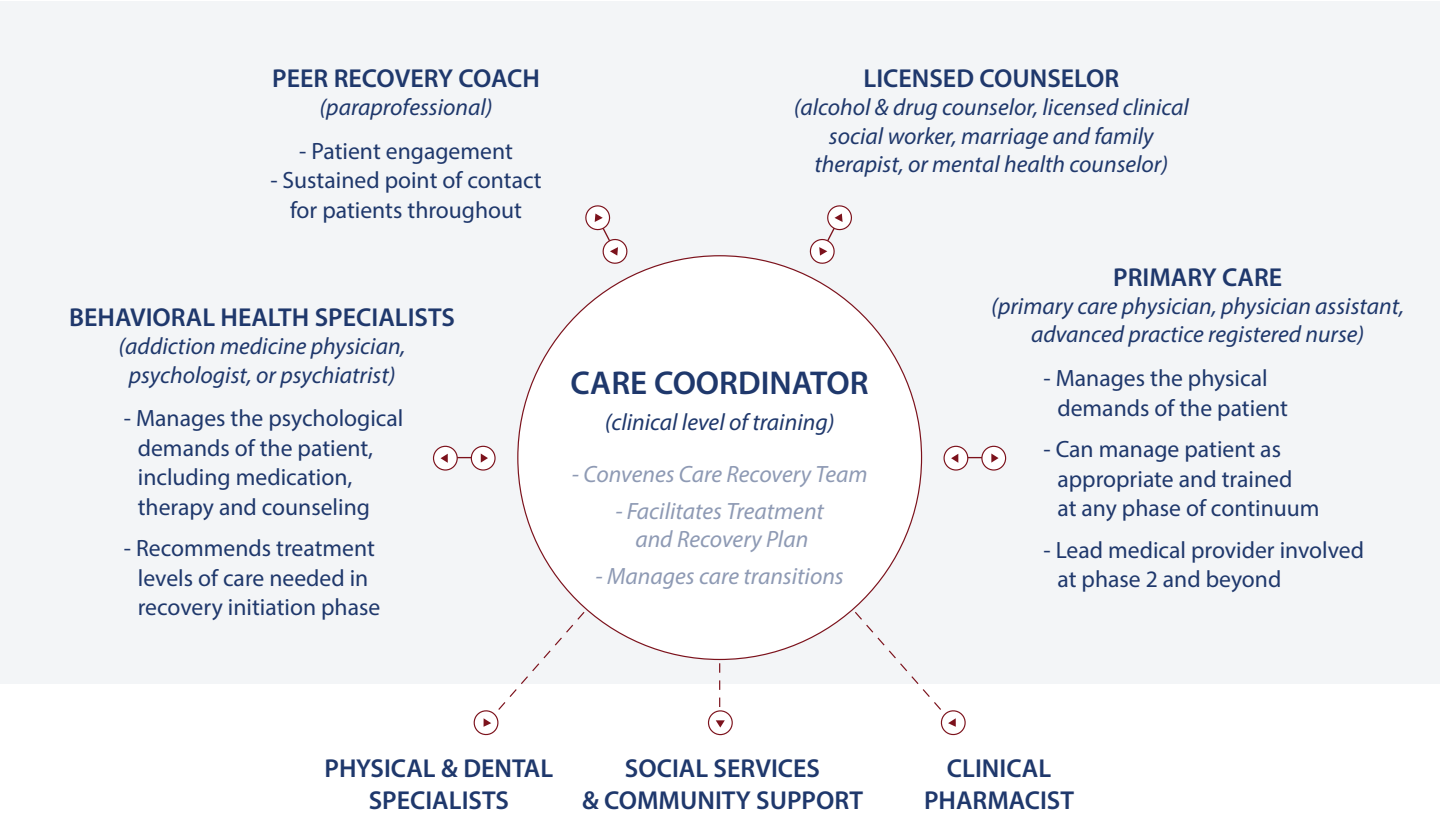 PEER RECOVERY COACH
(paraprofessional)
- Patient engagement
- Sustained point of contact
for patients throughout
LICENSED COUNSELOR
(alcohol & drug counselor, licensed clinical
social worker, marriage and family
therapist, or mental health counselor)
BEHAVIORAL HEALTH SPECIALISTS
(addiction medicine physician,
psychologist, or psychiatrist)
- Manages the psychological
demands of the patient,
including medication,
therapy and counseling
- Recommends treatment
levels of care needed in
recovery initiation phase
CARE COORDINATOR
(clinical level of training)
- Convenes Care Recovery Team
- Facilitates Treatment
and Recovery Plan
- Manages care transitions
PRIMARY CARE
(primary care physician, physician assistant,
advanced practice registered nurse)
- Manages the physical
demands of the patient
- Can manage patient as
appropriate and trained
at any phase of continuum
- Lead medical provider involved
at phase 2 and beyond
PHYSICAL & DENTAL
SPECIALISTS
SOCIAL SERVICES
& COMMUNITY SUPPORT
CLINICAL
PHARMACIST